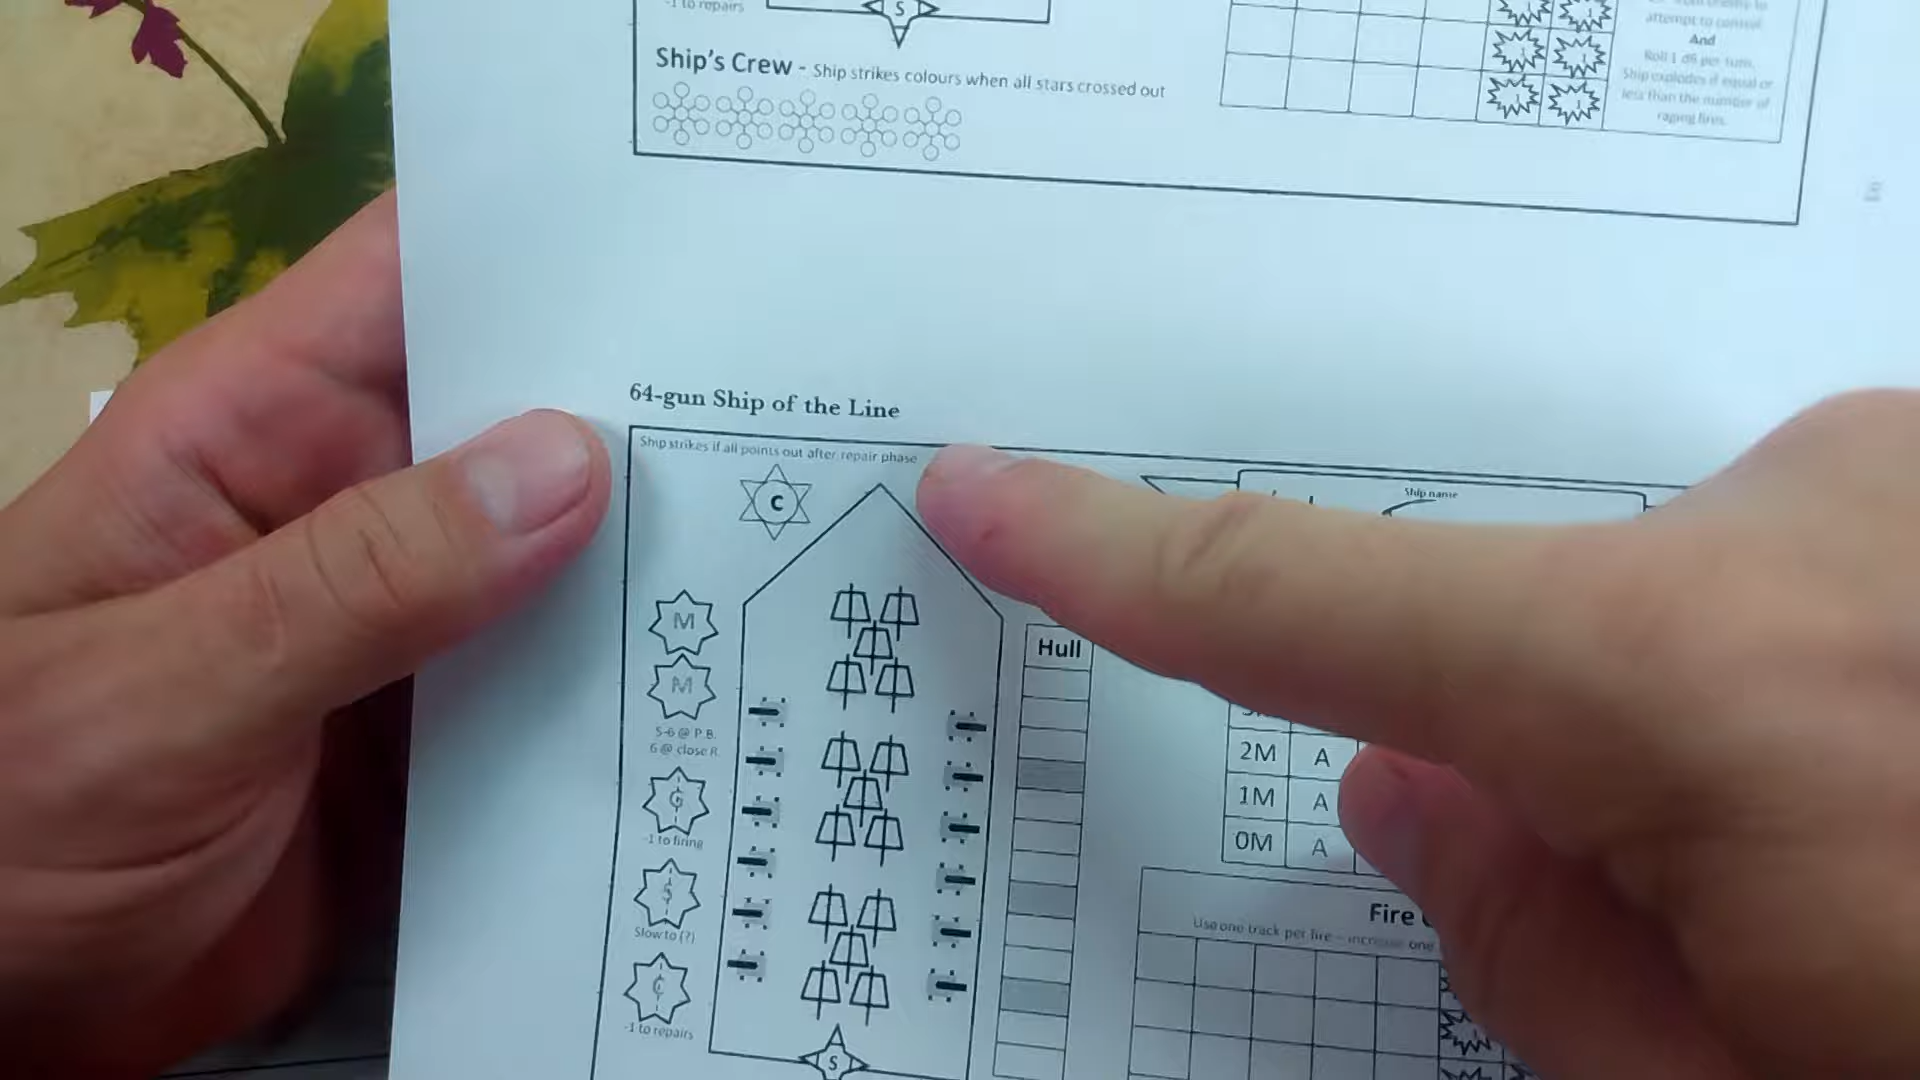 -1 to repairs
S
Ship's Crew - Ship strikes colours when all stars crossed out
attempt to control
And
Roll 1 d6 per turn.
Ship explodes if equal or
less than the number of
raging fires.
64-gun Ship of the Line
Ship strikes if all points out after repair phase
C
Ship name
M
M
5-6 @ P.B.
6 @ close R.
-1 to firing
Slow to (?)
-1 to repairs
S
Hull
2M A
1M A
0M A
Fire
Use one track per fire – increase one